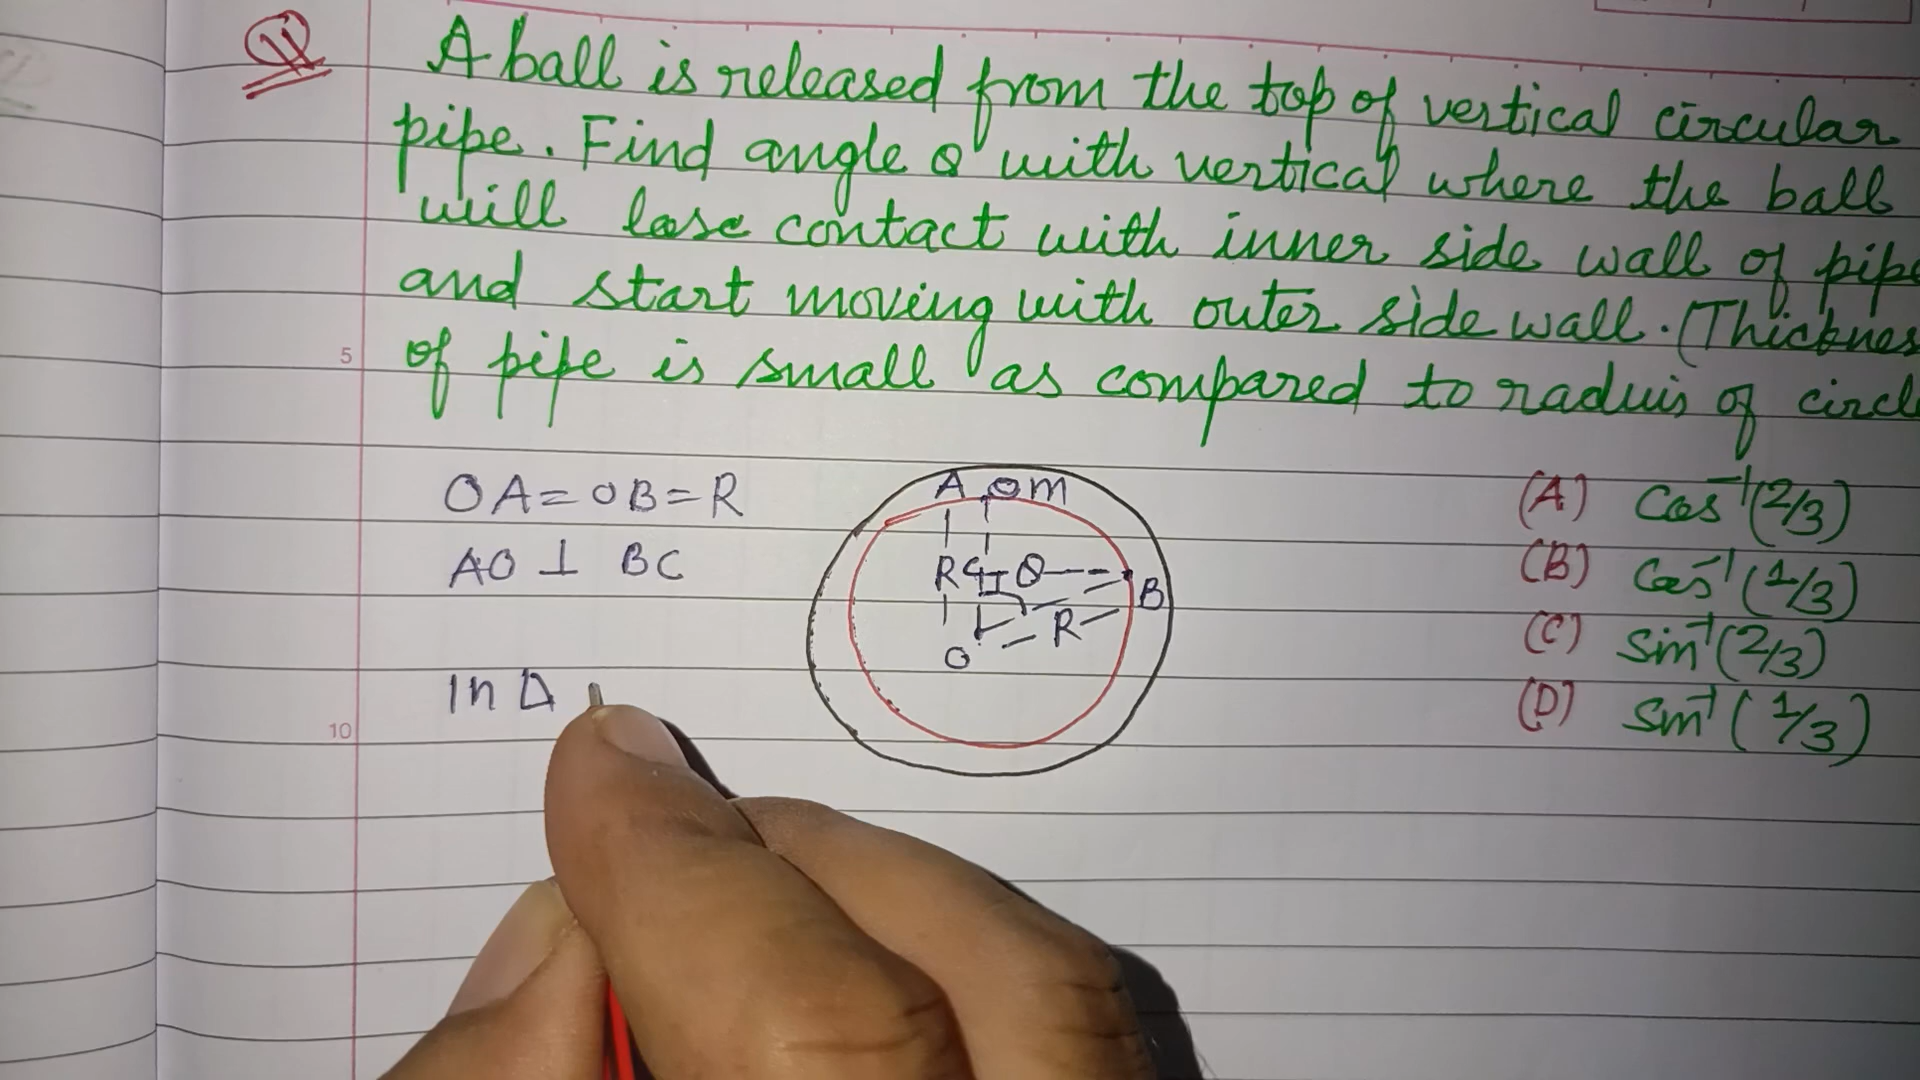 Q
A ball is released from the top of vertical circular
pipe. Find angle θ with vertical where the ball
will lose contact with inner side wall of pipe
and start moving with outer side wall. (Thicknes
of pipe is small as compared to raduis of circl
5
OA = OB = R
AO ⊥ BC
In Δ
10
A m
R C θ
B
R
O
(A) Cos⁻¹(2/3)
(B) Cos⁻¹(1/3)
(C) Sin⁻¹(2/3)
(D) Sin⁻¹(1/3)